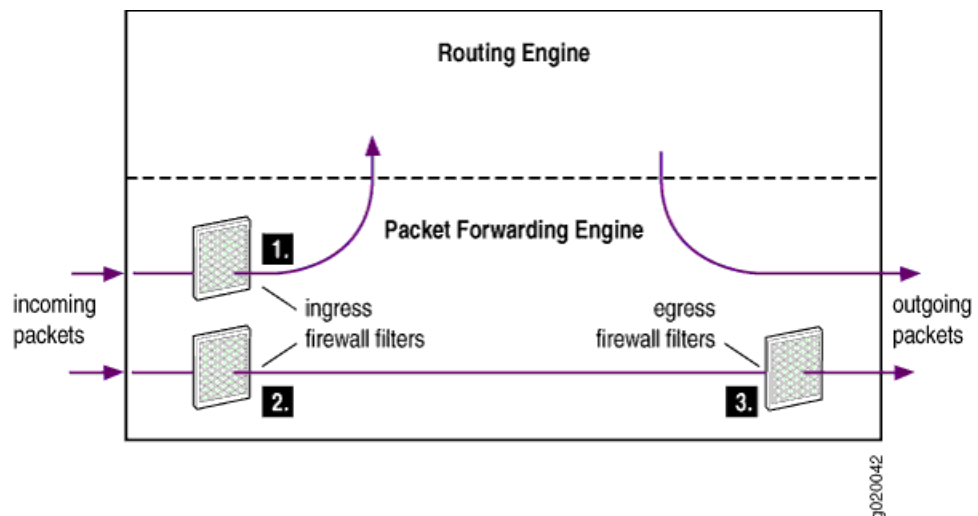 Routing Engine
Packet Forwarding Engine
1.
incoming
packets
ingress
firewall filters
egress
firewall filters
outgoing
packets
2.
3.
g020042